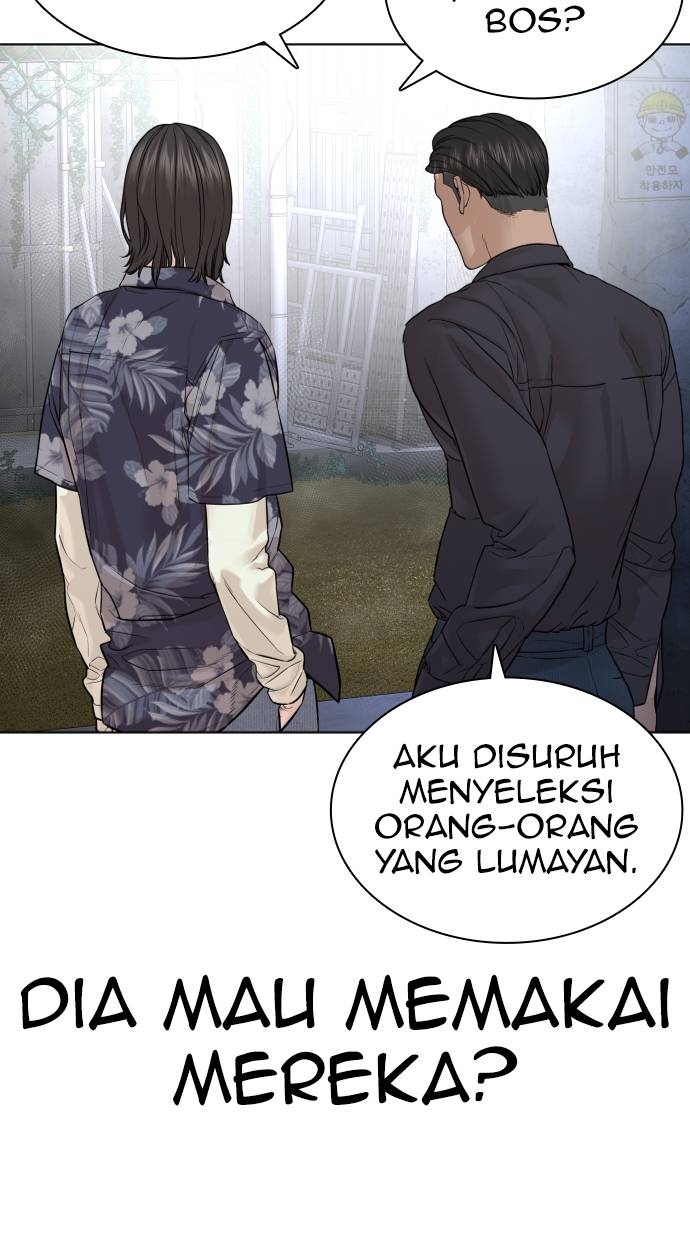 BOS?
안전모
착용하자
AKU DISURUH
MENYELEKSI
ORANG-ORANG
YANG LUMAYAN.
DIA MAU MEMAKAI
MEREKA?